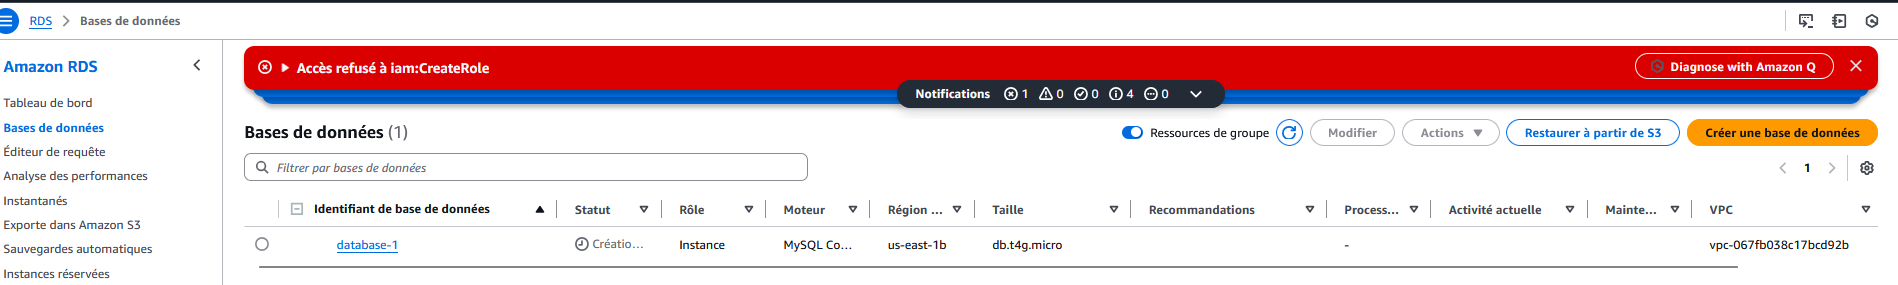 RDS > Bases de données
Amazon RDS
Tableau de bord
Bases de données
Éditeur de requête
Analyse des performances
Instantanés
Exporte dans Amazon S3
Sauvegardes automatiques
Instances réservées
Accès refusé à iam:CreateRole
Diagnose with Amazon Q
Notifications 1 0 0 4 0
Bases de données (1)
Ressources de groupe
Modifier
Actions
Restaurer à partir de S3
Créer une base de données
Filtrer par bases de données
1
Identifiant de base de données Statut Rôle Moteur Région ... Taille Recommandations Process... Activité actuelle Mainte... VPC
database-1 Créatio... Instance MySQL Co... us-east-1b db.t4g.micro - vpc-067fb038c17bcd92b